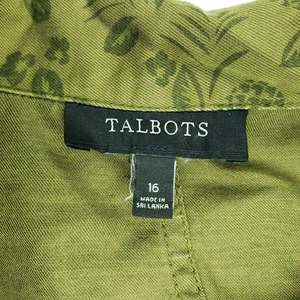 TALBOTS
16
MADE IN
SRI LANKA